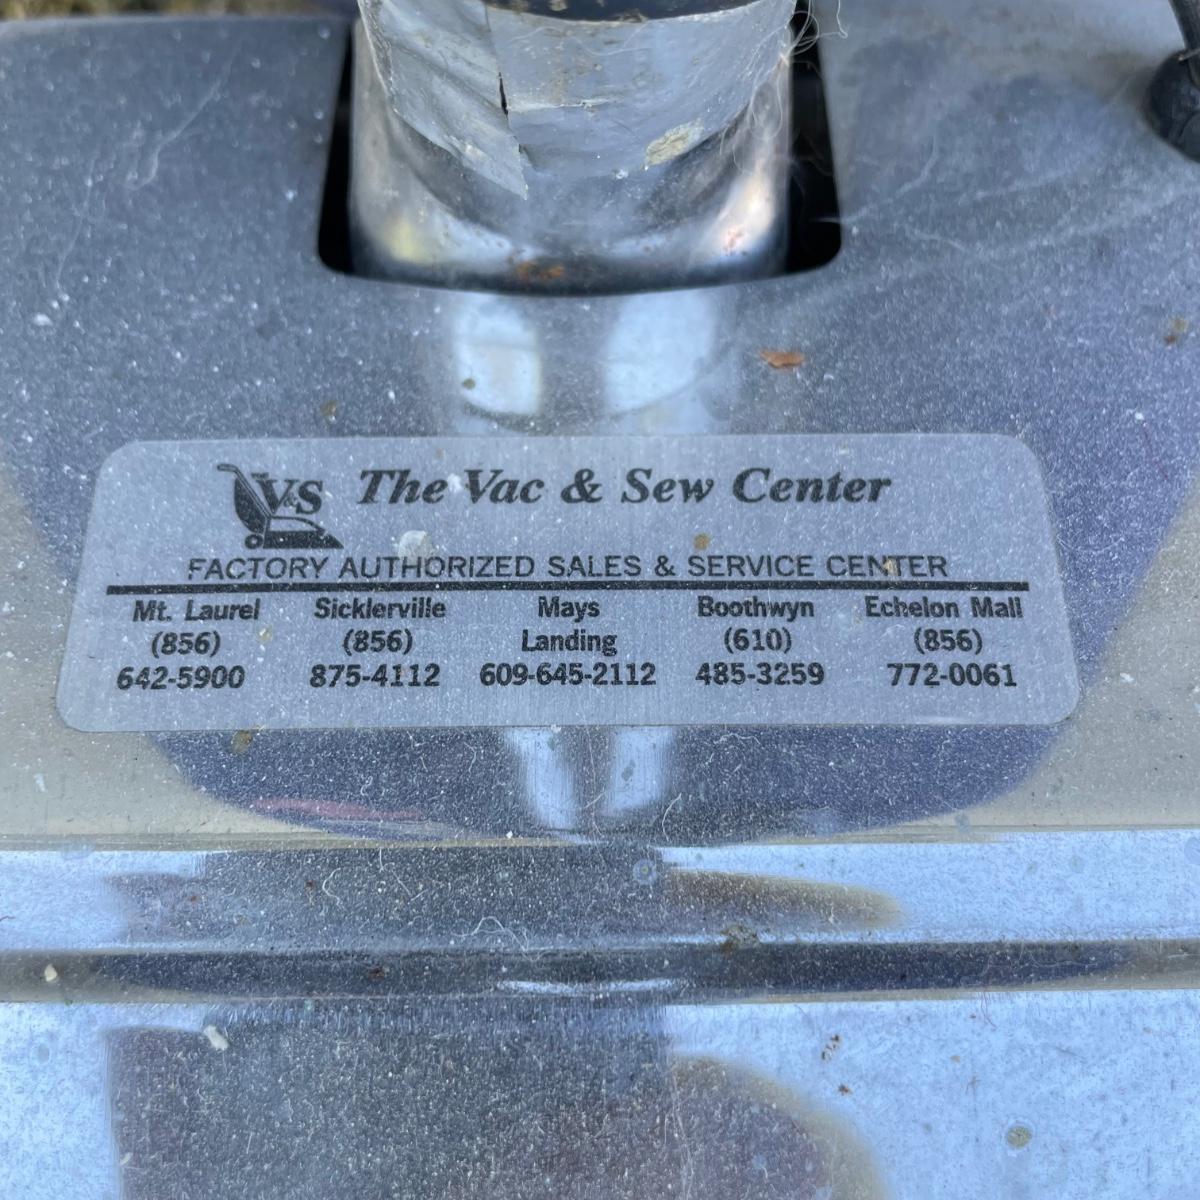 V&S The Vac & Sew Center
FACTORY AUTHORIZED SALES & SERVICE CENTER
Mt. Laurel Sicklerville Mays Boothwyn Echelon Mall
(856) (856) Landing (610) (856)
642-5900 875-4112 609-645-2112 485-3259 772-0061